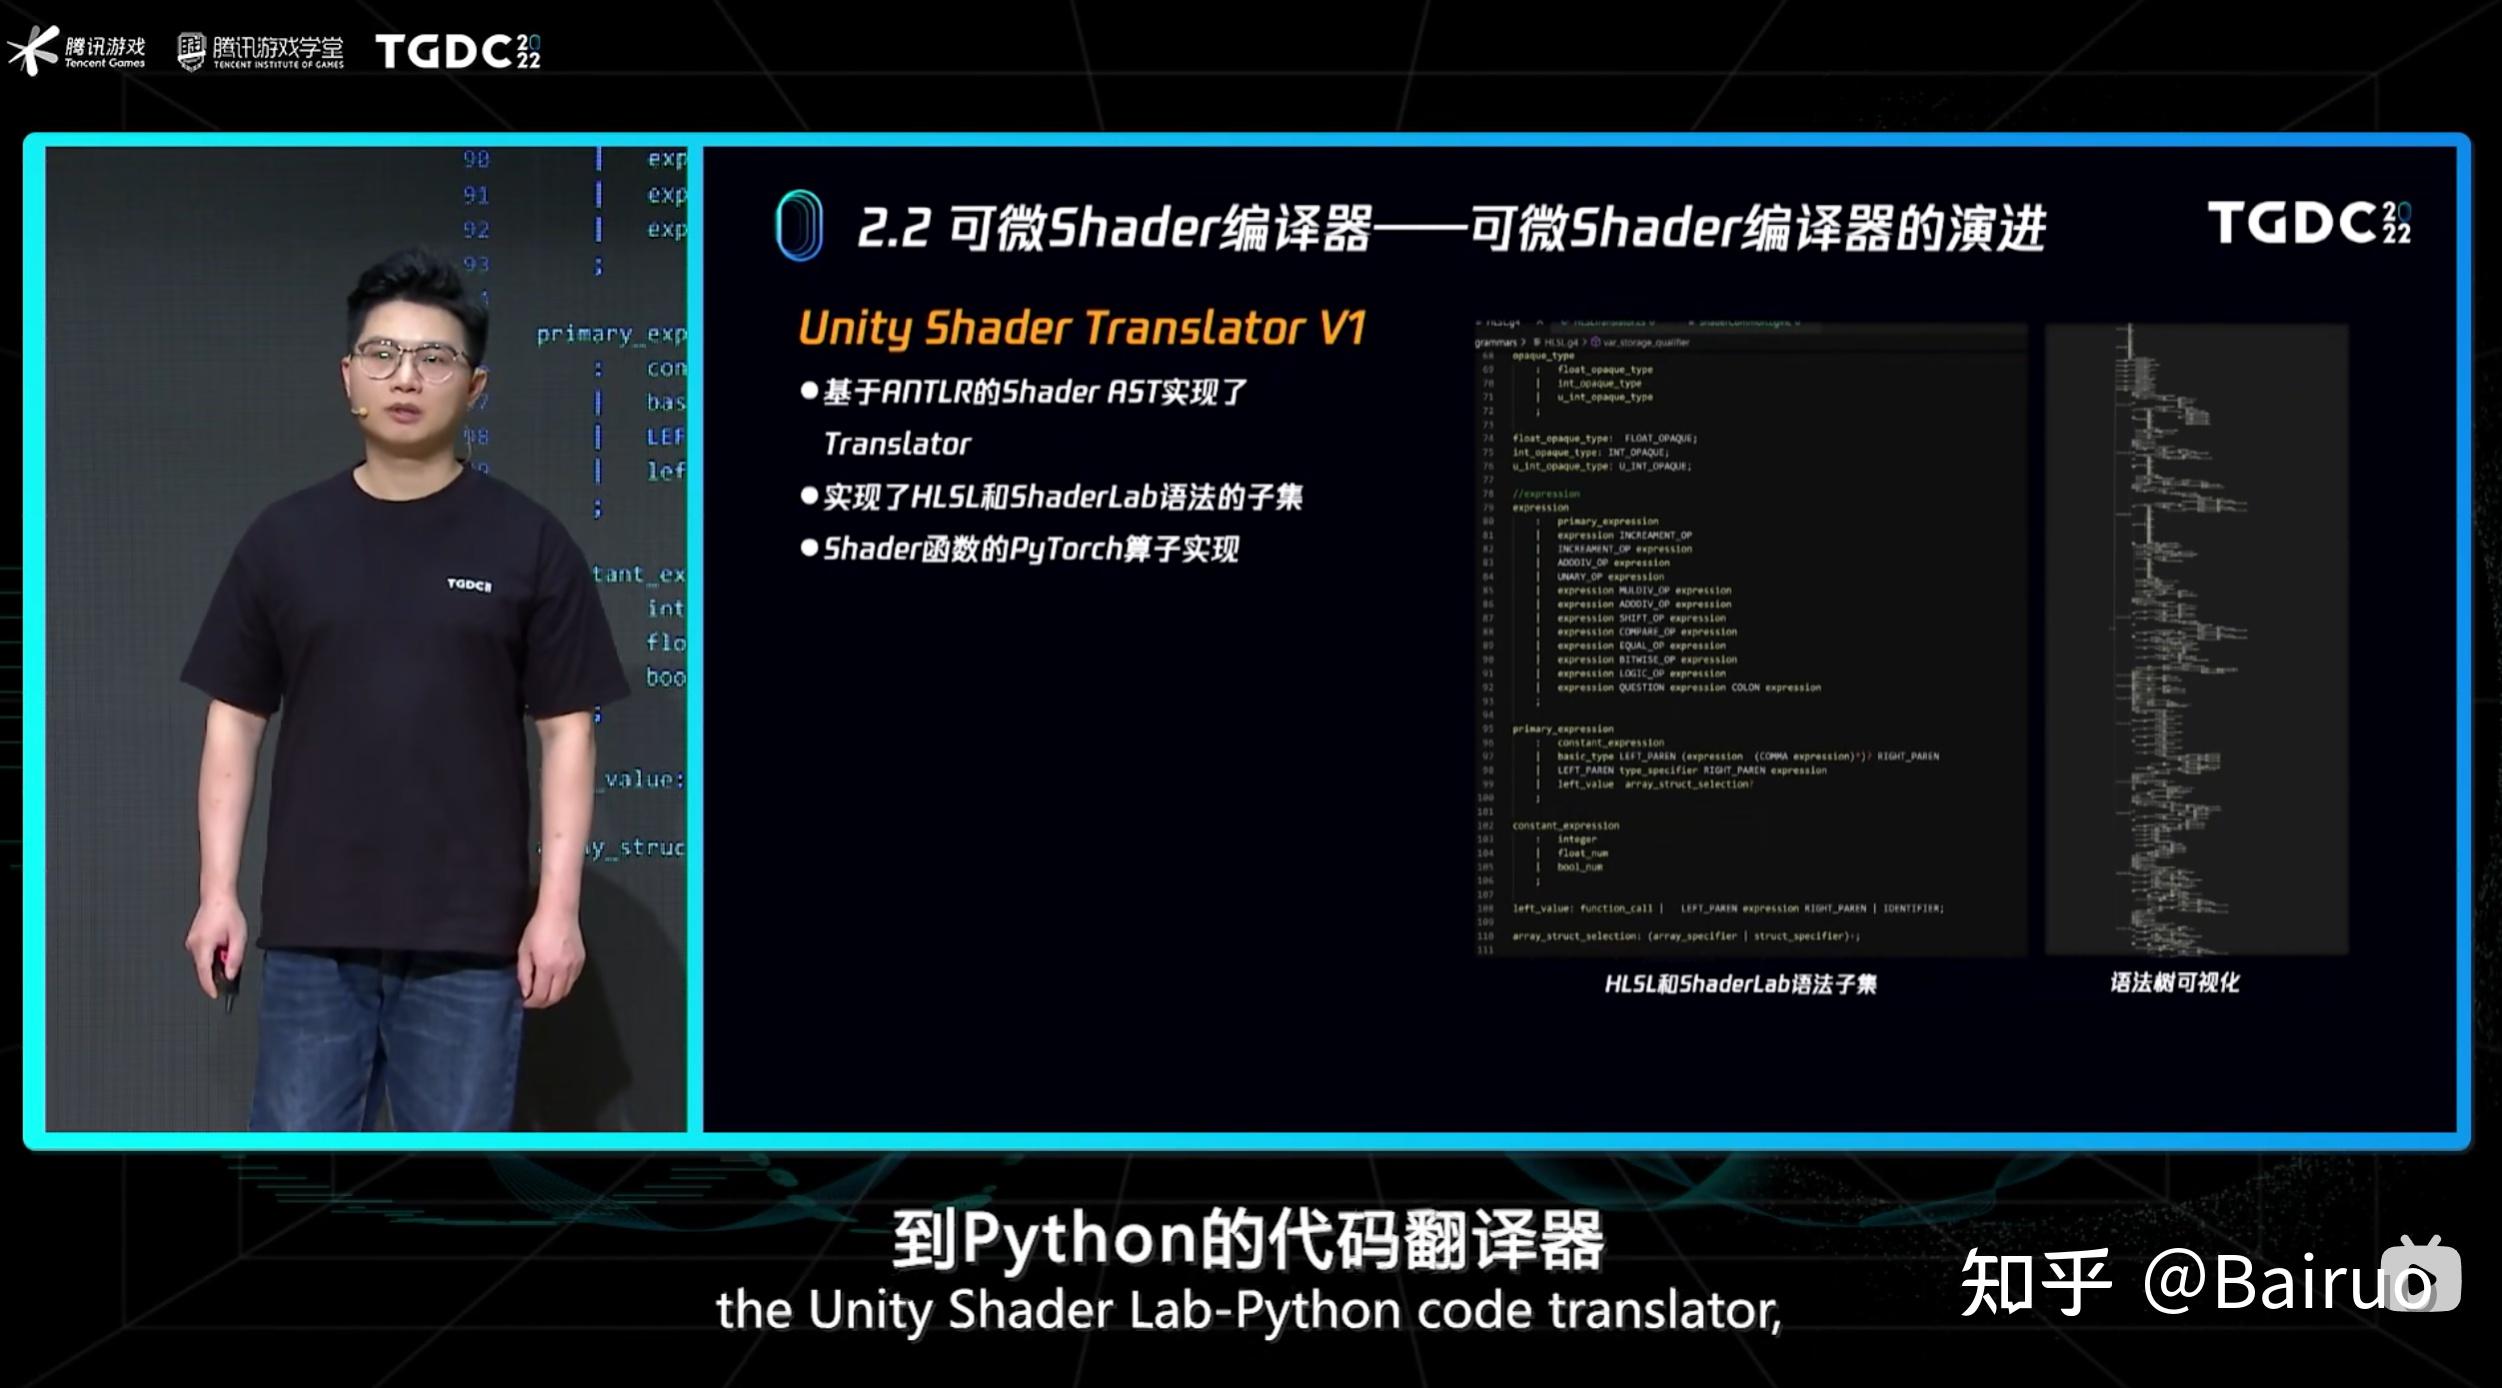 腾讯游戏
Tencent Games
腾讯游戏学堂
TENCENT INSTITUTE OF GAMES
TGDC 2022
90 | exp
91 | exp
92 | exp
93 ;
primary_exp
: con
| bas
| LEF
| lef
;
tant_ex
int
flo
boo
;
_value:
y_struc
TGDC
2.2 可微Shader编译器——可微Shader编译器的演进
TGDC 2022
Unity Shader Translator V1
●基于ANTLR的Shader AST实现了
Translator
●实现了HLSL和ShaderLab语法的子集
●Shader函数的PyTorch算子实现
grammars > HLSL.g4 > var_storage_qualifier
68 opaque_type
69 : float_opaque_type
70 | int_opaque_type
71 | u_int_opaque_type
72 ;
73
74 float_opaque_type: FLOAT_OPAQUE;
75 int_opaque_type: INT_OPAQUE;
76 u_int_opaque_type: U_INT_OPAQUE;
77
78 //expression
79 expression
80 : primary_expression
81 | expression INCREAMENT_OP
82 | INCREAMENT_OP expression
83 | ADDDIV_OP expression
84 | UNARY_OP expression
85 | expression MULDIV_OP expression
86 | expression ADDDIV_OP expression
87 | expression SHIFT_OP expression
88 | expression COMPARE_OP expression
89 | expression EQUAL_OP expression
90 | expression BITWISE_OP expression
91 | expression LOGIC_OP expression
92 | expression QUESTION expression COLON expression
93 ;
94
95 primary_expression
96 : constant_expression
97 | basic_type LEFT_PAREN (expression (COMMA expression)*)? RIGHT_PAREN
98 | LEFT_PAREN type_specifier RIGHT_PAREN expression
99 | left_value array_struct_selection?
100 ;
101
102 constant_expression
103 : integer
104 | float_num
105 | bool_num
106 ;
107
108 left_value: function_call | LEFT_PAREN expression RIGHT_PAREN | IDENTIFIER;
109
110 array_struct_selection: (array_specifier | struct_specifier)+;
111
HLSL和ShaderLab语法子集
语法树可视化
到Python的代码翻译器
the Unity Shader Lab-Python code translator,
知乎 @Bairuo